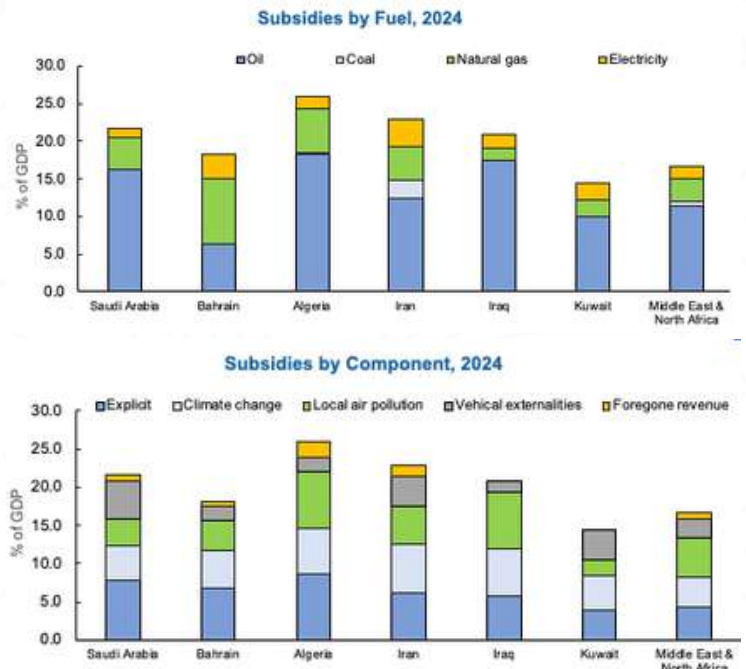 Subsidies by Fuel, 2024
Oil Coal Natural gas Electricity
30.0
25.0
20.0
15.0
10.0
5.0
0.0
% of GDP
Saudi Arabia Bahrain Algeria Iran Iraq Kuwait Middle East &
North Africa
Subsidies by Component, 2024
Explicit Climate change Local air pollution Vehical externalities Foregone revenue
30.0
25.0
20.0
15.0
10.0
5.0
0.0
% of GDP
Saudi Arabia Bahrain Algeria Iran Iraq Kuwait Middle East &
North Africa